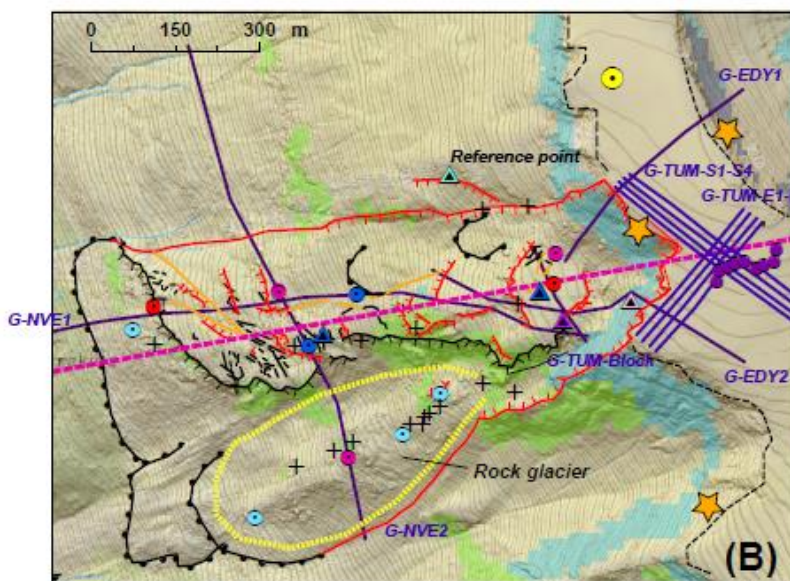 0 150 300 m
G-EDY1
Reference point
G-TUM-S1-S4
G-TUM-E1-
G-NVE1
G-TUM-Block
G-EDY2
Rock glacier
G-NVE2
(B)